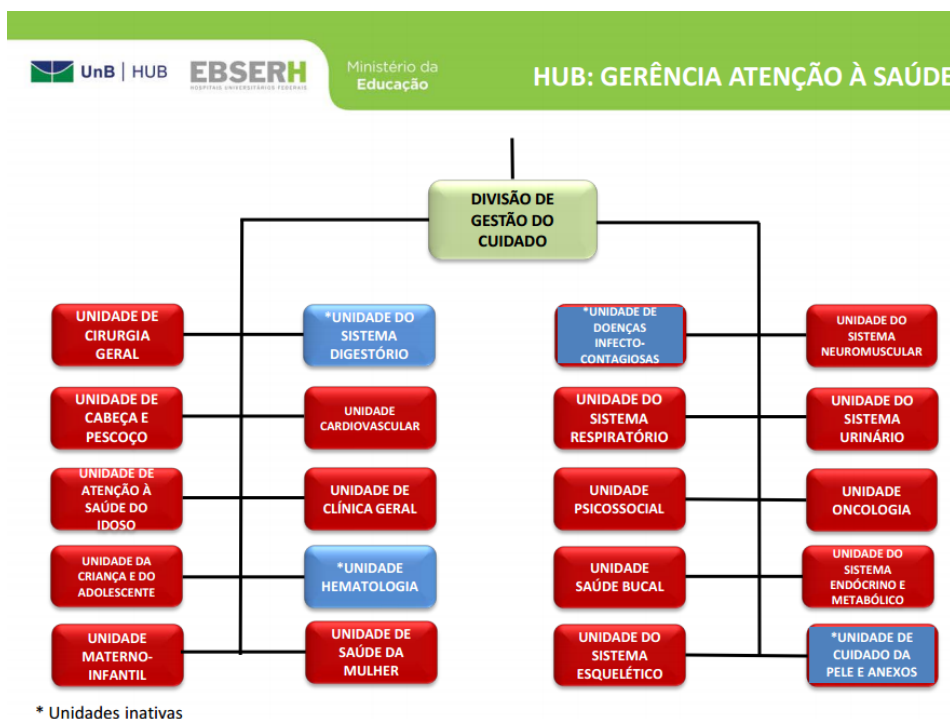 UnB | HUB
EBSERH
HOSPITAIS UNIVERSITÁRIOS FEDERAIS
Ministério da
Educação
HUB: GERÊNCIA ATENÇÃO À SAÚDE
DIVISÃO DE
GESTÃO DO
CUIDADO
UNIDADE DE
CIRURGIA
GERAL
*UNIDADE DO
SISTEMA
DIGESTÓRIO
*UNIDADE DE
DOENÇAS
INFECTO-
CONTAGIOSAS
UNIDADE DO
SISTEMA
NEUROMUSCULAR
UNIDADE DE
CABEÇA E
PESCOÇO
UNIDADE
CARDIOVASCULAR
UNIDADE DO
SISTEMA
RESPIRATÓRIO
UNIDADE DO
SISTEMA
URINÁRIO
UNIDADE DE
ATENÇÃO À
SAÚDE DO
IDOSO
UNIDADE DE
CLÍNICA GERAL
UNIDADE
PSICOSSOCIAL
UNIDADE
ONCOLOGIA
UNIDADE DA
CRIANÇA E DO
ADOLESCENTE
*UNIDADE
HEMATOLOGIA
UNIDADE
SAÚDE BUCAL
UNIDADE DO
SISTEMA
ENDÓCRINO E
METABÓLICO
UNIDADE
MATERNO-
INFANTIL
UNIDADE DE
SAÚDE DA
MULHER
UNIDADE DO
SISTEMA
ESQUELÉTICO
*UNIDADE DE
CUIDADO DA
PELE E ANEXOS
* Unidades inativas